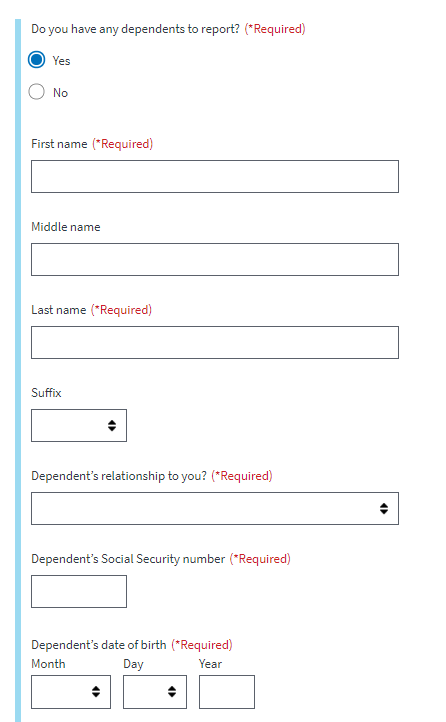 Do you have any dependents to report? (*Required)
Yes
No
First name (*Required)
Middle name
Last name (*Required)
Suffix
Dependent’s relationship to you? (*Required)
Dependent’s Social Security number (*Required)
Dependent’s date of birth (*Required)
Month Day Year